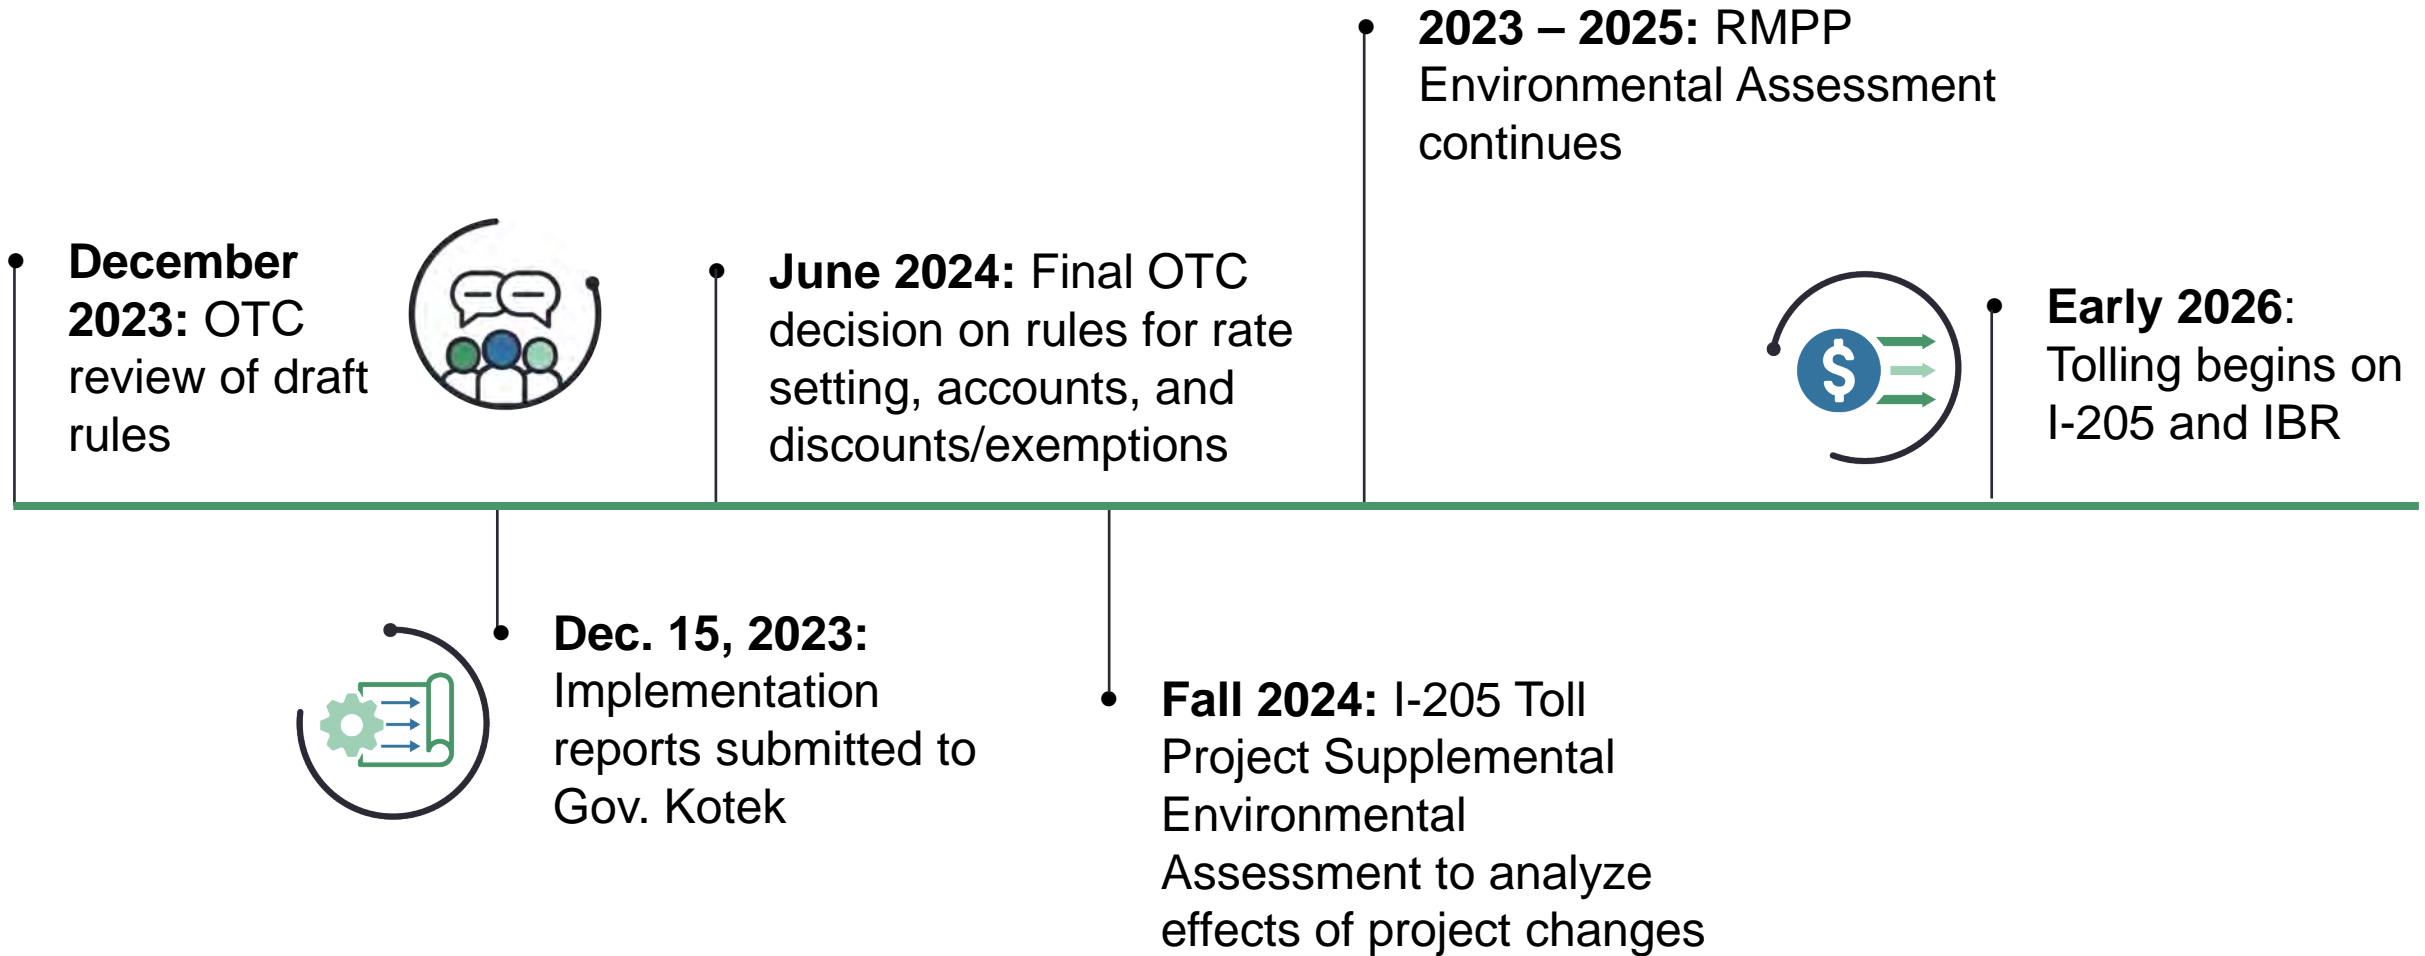 December
2023: OTC
review of draft
rules
Dec. 15, 2023:
Implementation
reports submitted to
Gov. Kotek
June 2024: Final OTC
decision on rules for rate
setting, accounts, and
discounts/exemptions
Fall 2024: I-205 Toll
Project Supplemental
Environmental
Assessment to analyze
effects of project changes
2023 – 2025: RMPP
Environmental Assessment
continues
$
Early 2026:
Tolling begins on
I-205 and IBR